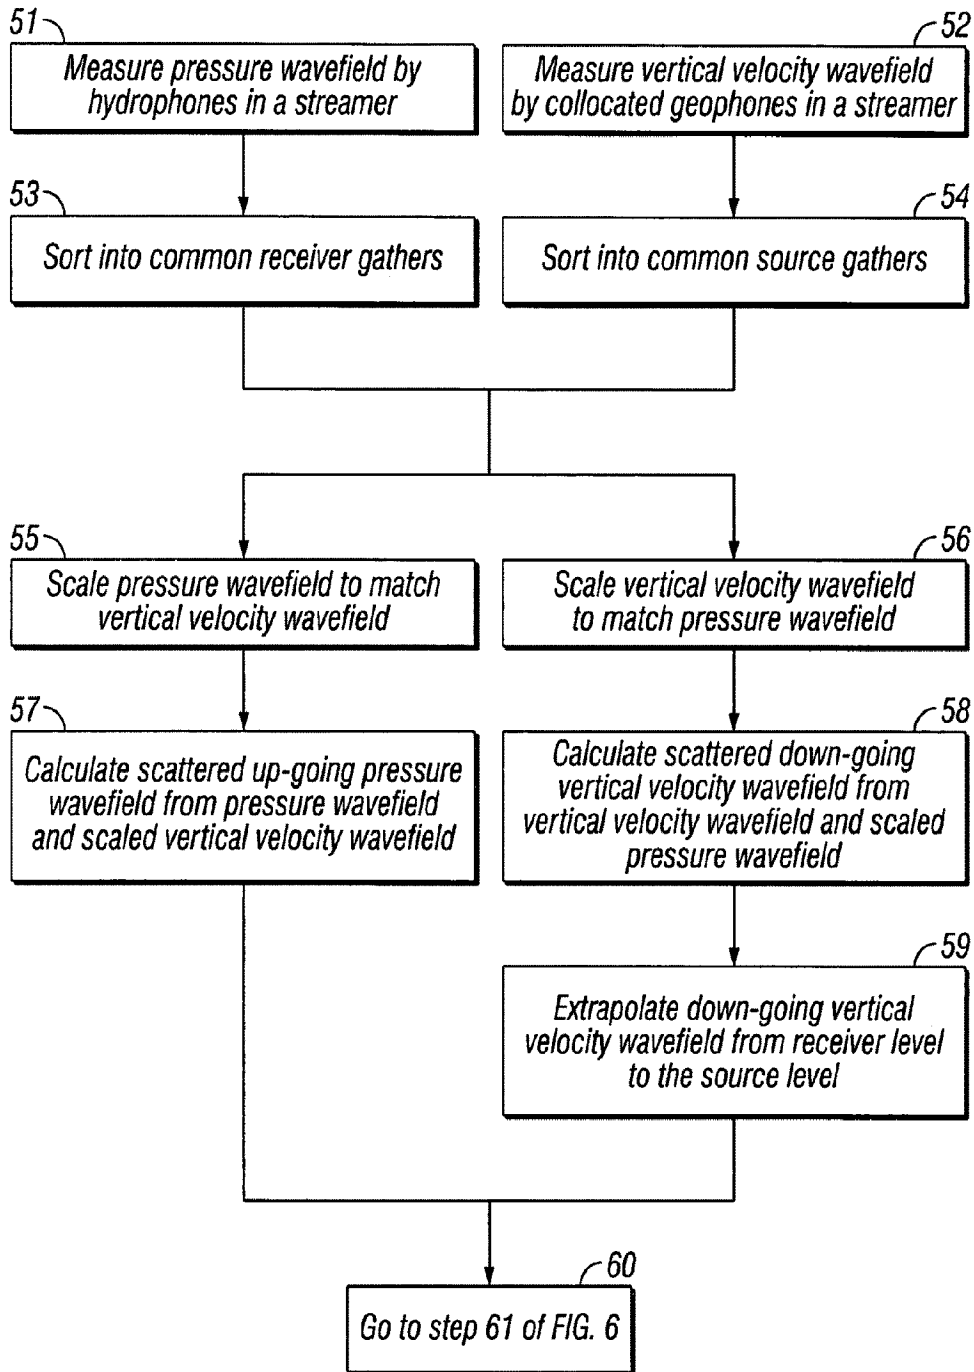 51
Measure pressure wavefield by
hydrophones in a streamer
52
Measure vertical velocity wavefield
by collocated geophones in a streamer
53
Sort into common receiver gathers
54
Sort into common source gathers
55
Scale pressure wavefield to match
vertical velocity wavefield
56
Scale vertical velocity wavefield
to match pressure wavefield
57
Calculate scattered up-going pressure
wavefield from pressure wavefield
and scaled vertical velocity wavefield
58
Calculate scattered down-going
vertical velocity wavefield from
vertical velocity wavefield and scaled
pressure wavefield
59
Extrapolate down-going vertical
velocity wavefield from receiver level
to the source level
60
Go to step 61 of FIG. 6